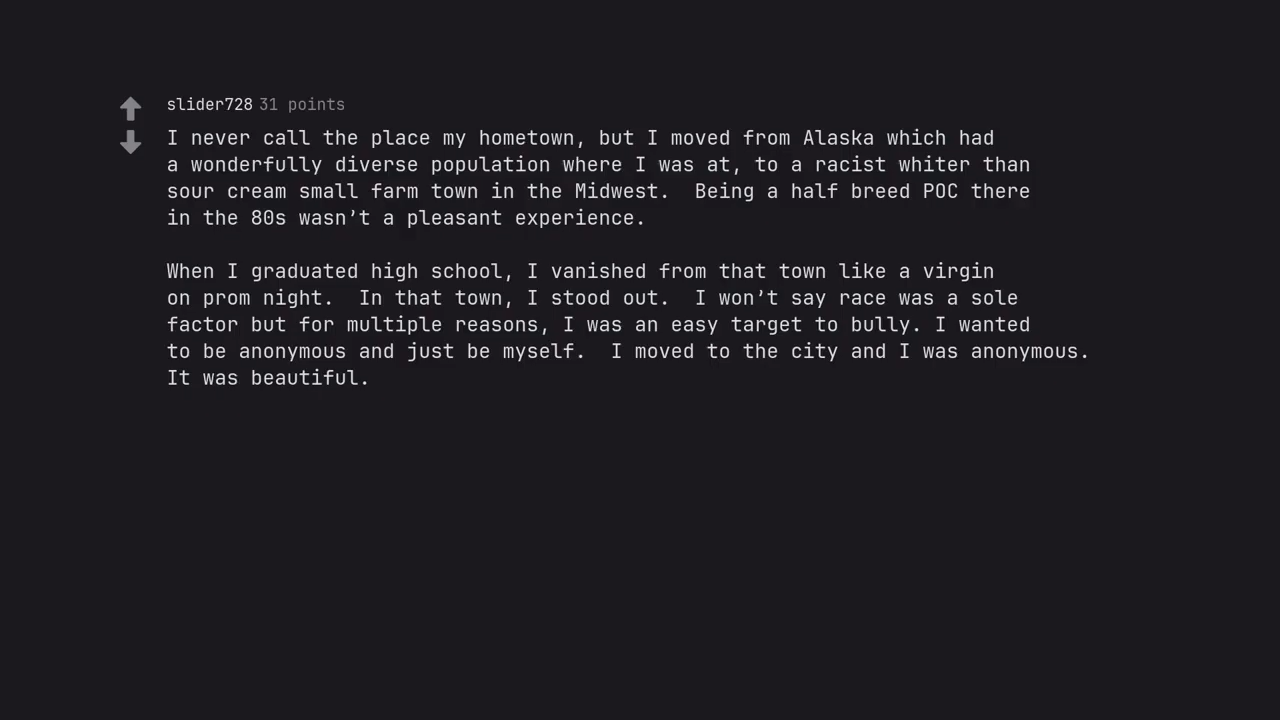 slider728 31 points
I never call the place my hometown, but I moved from Alaska which had
a wonderfully diverse population where I was at, to a racist whiter than
sour cream small farm town in the Midwest.  Being a half breed POC there
in the 80s wasn’t a pleasant experience.
When I graduated high school, I vanished from that town like a virgin
on prom night.  In that town, I stood out.  I won’t say race was a sole
factor but for multiple reasons, I was an easy target to bully. I wanted
to be anonymous and just be myself.  I moved to the city and I was anonymous.
It was beautiful.